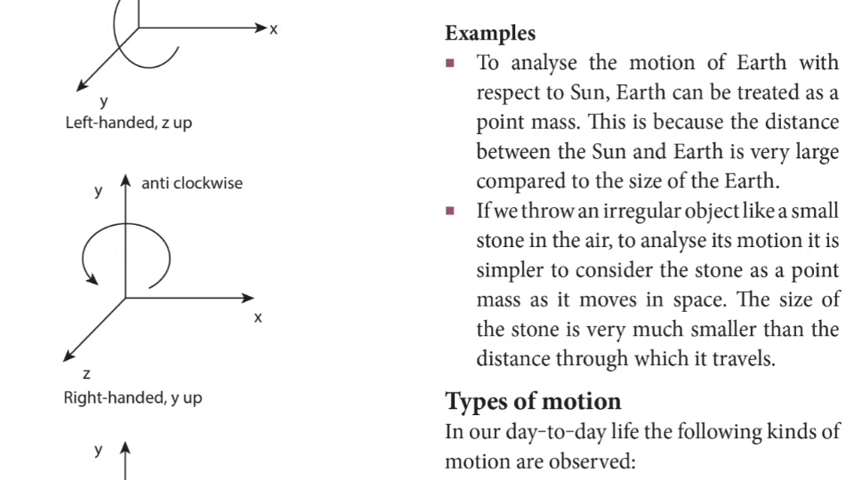 x
y
Left-handed, z up
y
anti clockwise
x
z
Right-handed, y up
y
Examples
■ To analyse the motion of Earth with
respect to Sun, Earth can be treated as a
point mass. This is because the distance
between the Sun and Earth is very large
compared to the size of the Earth.
■ If we throw an irregular object like a small
stone in the air, to analyse its motion it is
simpler to consider the stone as a point
mass as it moves in space. The size of
the stone is very much smaller than the
distance through which it travels.
Types of motion
In our day-to-day life the following kinds of
motion are observed: